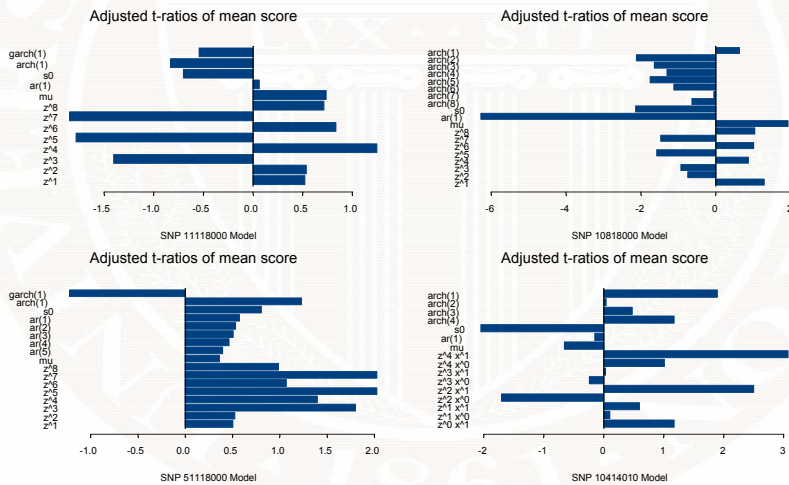 Adjusted t-ratios of mean score
garch(1)
arch(1)
s0
ar(1)
mu
z^8
z^7
z^6
z^5
z^4
z^3
z^2
z^1
-1.5 -1.0 -0.5 0.0 0.5 1.0
SNP 11118000 Model
Adjusted t-ratios of mean score
arch(1)
arch(2)
arch(3)
arch(4)
arch(5)
arch(6)
arch(7)
arch(8)
s0
ar(1)
mu
z^8
z^7
z^6
z^5
z^4
z^3
z^2
z^1
-6 -4 -2 0 2
SNP 10818000 Model
Adjusted t-ratios of mean score
garch(1)
arch(1)
s0
ar(1)
ar(2)
ar(3)
ar(4)
ar(5)
mu
z^8
z^7
z^6
z^5
z^4
z^3
z^2
z^1
-1.0 -0.5 0.0 0.5 1.0 1.5 2.0
SNP 51118000 Model
Adjusted t-ratios of mean score
arch(1)
arch(2)
arch(3)
arch(4)
s0
ar(1)
mu
z^4 x^1
z^4 x^0
z^3 x^1
z^3 x^0
z^2 x^1
z^2 x^0
z^1 x^1
z^1 x^0
z^0 x^1
-2 -1 0 1 2 3
SNP 10414010 Model